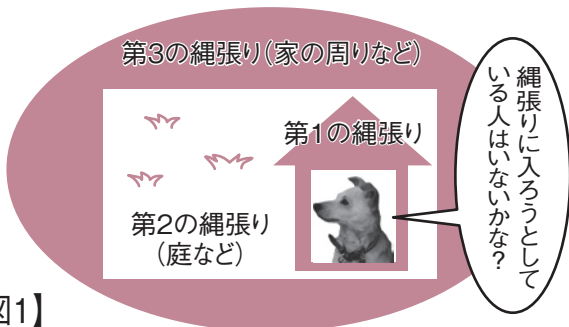 第3の縄張り(家の周りなど)
第1の縄張り
第2の縄張り
(庭など)
縄張りに入ろうとして
いる人はいないかな?
図1】